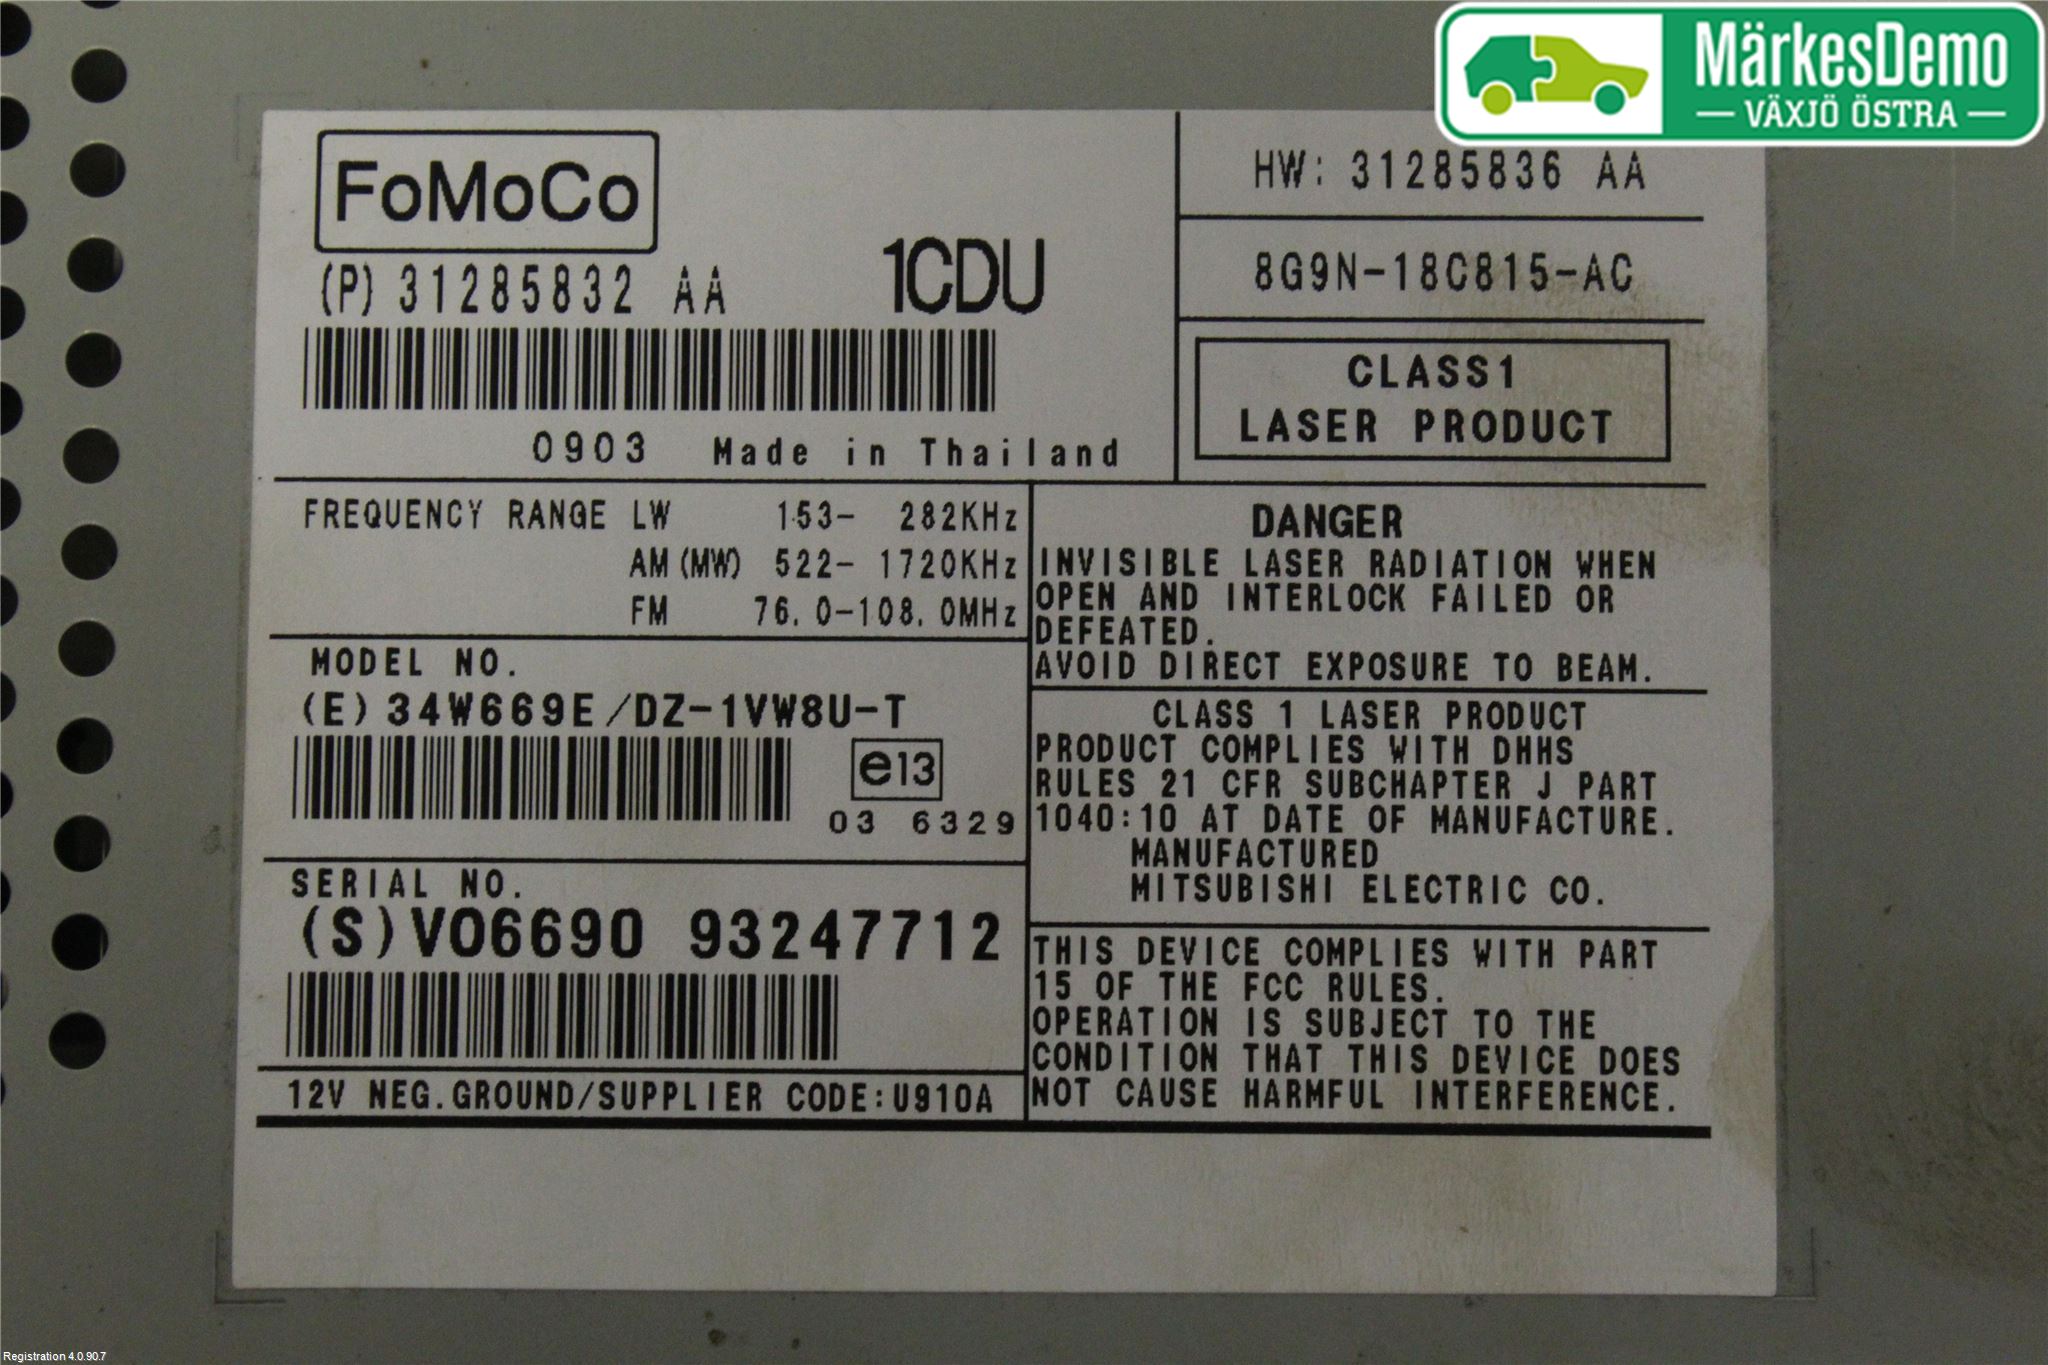 MärkesDemo
VÄXJÖ ÖSTRA
FoMoCo
(P) 31285832 AA 1CDU
0903 Made in Thailand
HW: 31285836 AA
8G9N-18C815-AC
CLASS1
LASER PRODUCT
FREQUENCY RANGE LW 153- 282KHz
AM (MW) 522- 1720KHz
FM 76.0-108.0MHz
MODEL NO.
(E) 34W669E/DZ-1VW8U-T
e13
03 6329
SERIAL NO.
(S) V06690 93247712
12V NEG.GROUND/SUPPLIER CODE:U910A
DANGER
INVISIBLE LASER RADIATION WHEN
OPEN AND INTERLOCK FAILED OR
DEFEATED.
AVOID DIRECT EXPOSURE TO BEAM.
CLASS 1 LASER PRODUCT
PRODUCT COMPLIES WITH DHHS
RULES 21 CFR SUBCHAPTER J PART
1040:10 AT DATE OF MANUFACTURE.
MANUFACTURED
MITSUBISHI ELECTRIC CO.
THIS DEVICE COMPLIES WITH PART
15 OF THE FCC RULES.
OPERATION IS SUBJECT TO THE
CONDITION THAT THIS DEVICE DOES
NOT CAUSE HARMFUL INTERFERENCE.
Registration 4.0.90.7